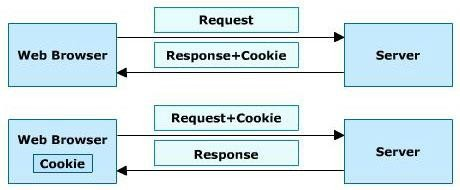 Request
Web Browser
Response+Cookie
Server
Request+Cookie
Web Browser
Cookie
Response
Server